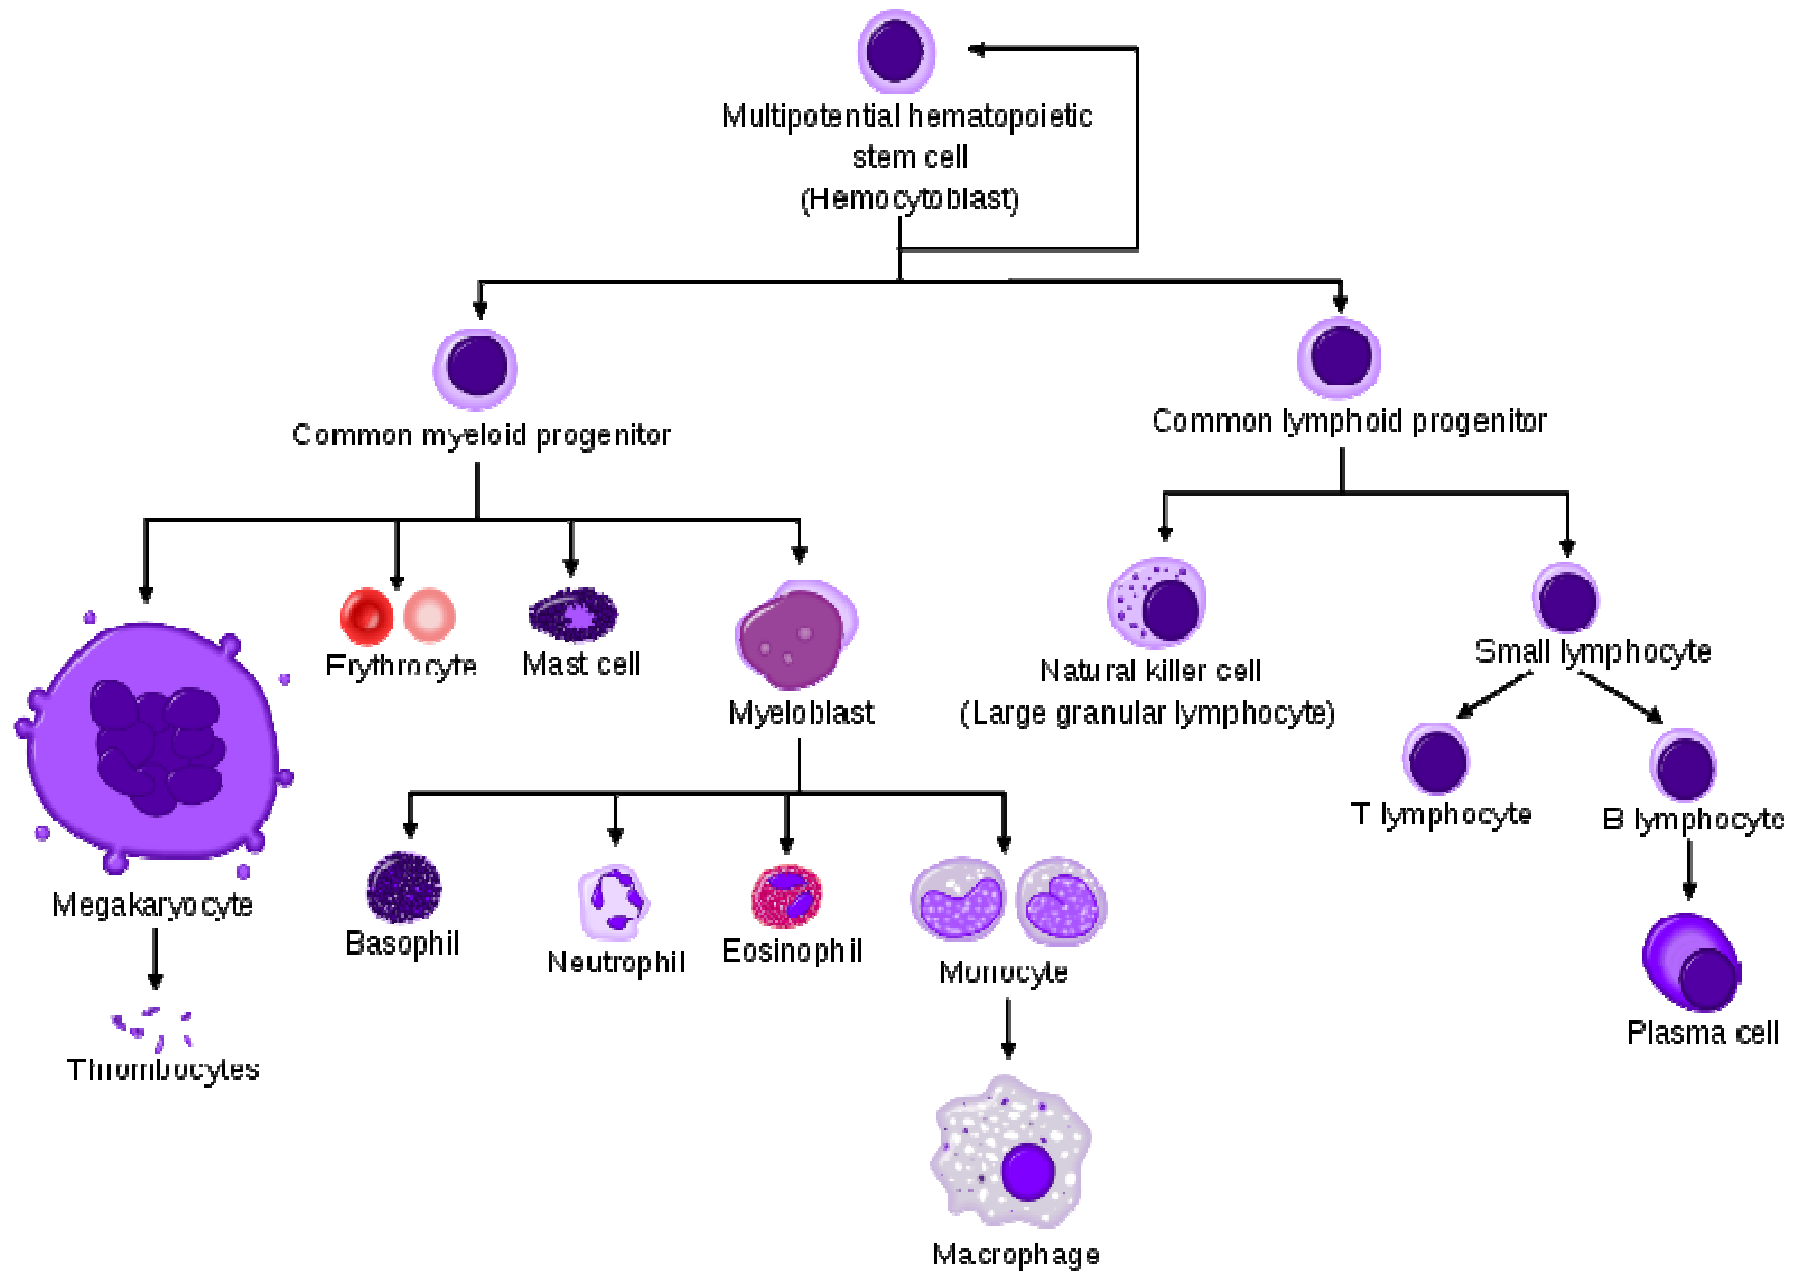 Multipotential hematopoietic
stem cell
(Hemocytoblast)
Common myeloid progenitor
Common lymphoid progenitor
Erythrocyte
Mast cell
Myeloblast
Natural killer cell
(Large granular lymphocyte)
Small lymphocyte
T lymphocyte
B lymphocyte
Megakaryocyte
Basophil
Neutrophil
Eosinophil
Monocyte
Plasma cell
Thrombocytes
Macrophage